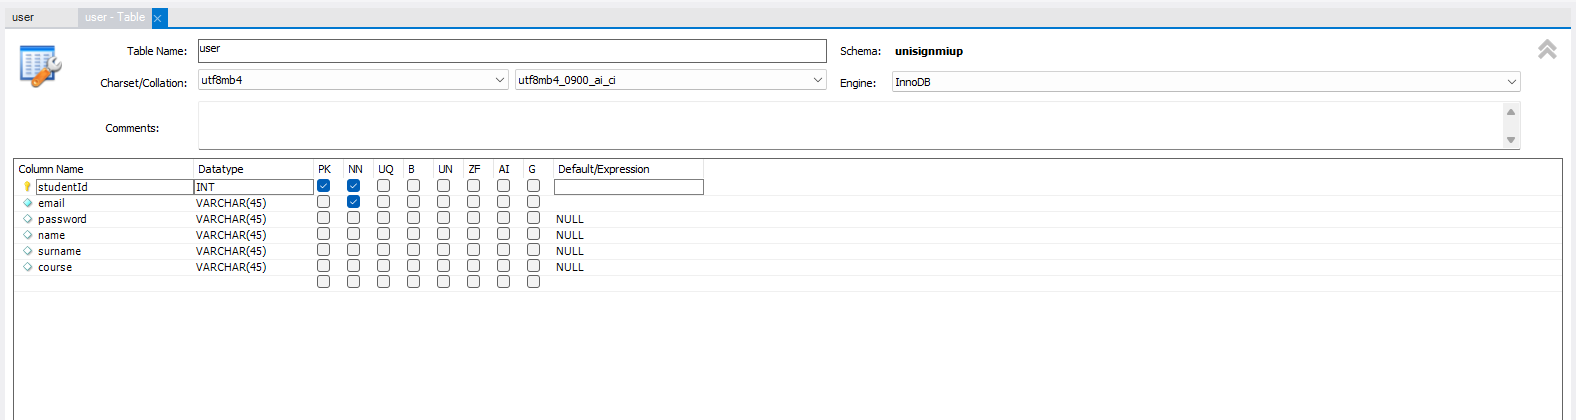 user
user - Table
Table Name: user Schema: unisignmiup
Charset/Collation: utf8mb4 utf8mb4_0900_ai_ci Engine: InnoDB
Comments:
Column Name Datatype PK NN UQ B UN ZF AI G Default/Expression
studentId INT
email VARCHAR(45)
password VARCHAR(45) NULL
name VARCHAR(45) NULL
surname VARCHAR(45) NULL
course VARCHAR(45) NULL